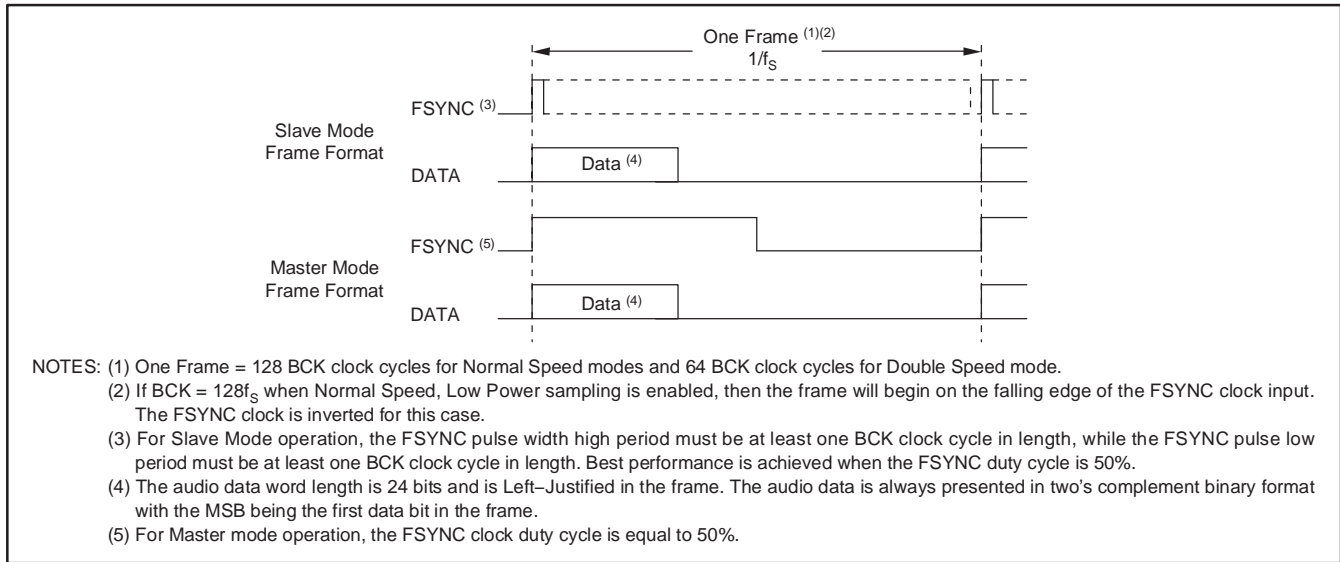 One Frame (1)(2)
1/fS
FSYNC (3)
Slave Mode
Frame Format
Data (4)
DATA
FSYNC (5)
Master Mode
Frame Format
Data (4)
DATA
NOTES: (1) One Frame = 128 BCK clock cycles for Normal Speed modes and 64 BCK clock cycles for Double Speed mode.
(2) If BCK = 128fS when Normal Speed, Low Power sampling is enabled, then the frame will begin on the falling edge of the FSYNC clock input.
The FSYNC clock is inverted for this case.
(3) For Slave Mode operation, the FSYNC pulse width high period must be at least one BCK clock cycle in length, while the FSYNC pulse low
period must be at least one BCK clock cycle in length. Best performance is achieved when the FSYNC duty cycle is 50%.
(4) The audio data word length is 24 bits and is Left–Justified in the frame. The audio data is always presented in two's complement binary format
with the MSB being the first data bit in the frame.
(5) For Master mode operation, the FSYNC clock duty cycle is equal to 50%.